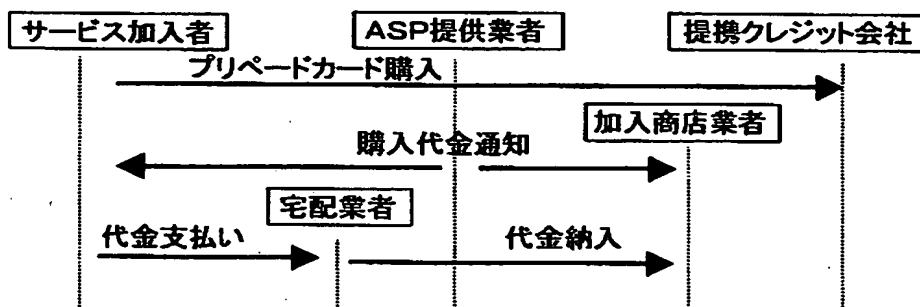 サービス加入者
ASP提供業者
提携クレジット会社
プリペードカード購入
加入商店業者
購入代金通知
宅配業者
代金支払い
代金納入